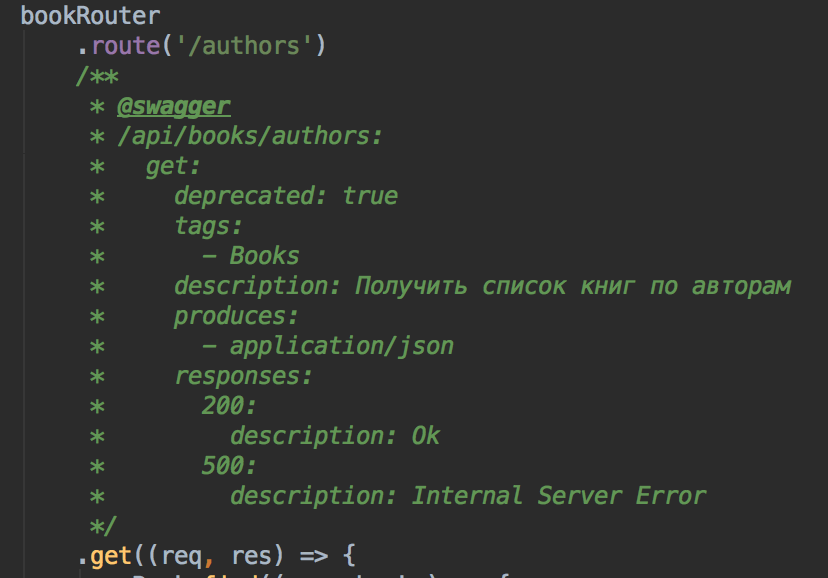 bookRouter
.route('/authors')
/**
* @swagger
* /api/books/authors:
*   get:
*     deprecated: true
*     tags:
*       - Books
*     description: Получить список книг по авторам
*     produces:
*       - application/json
*     responses:
*       200:
*         description: Ok
*       500:
*         description: Internal Server Error
*/
.get((req, res) => {